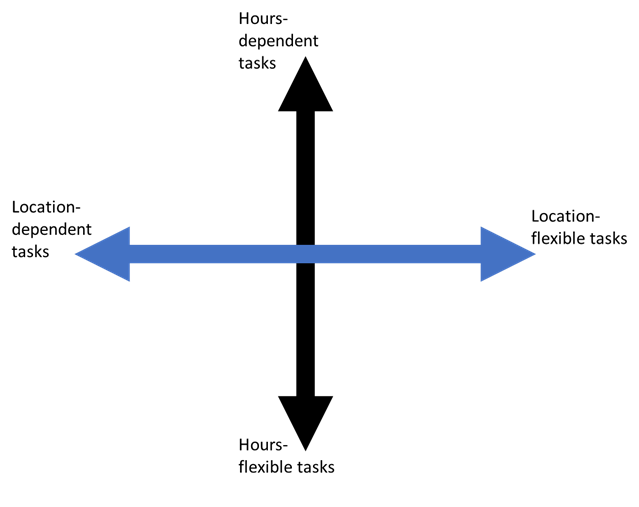 Hours-
dependent
tasks
Location-
dependent
tasks
Location-
flexible tasks
Hours-
flexible tasks